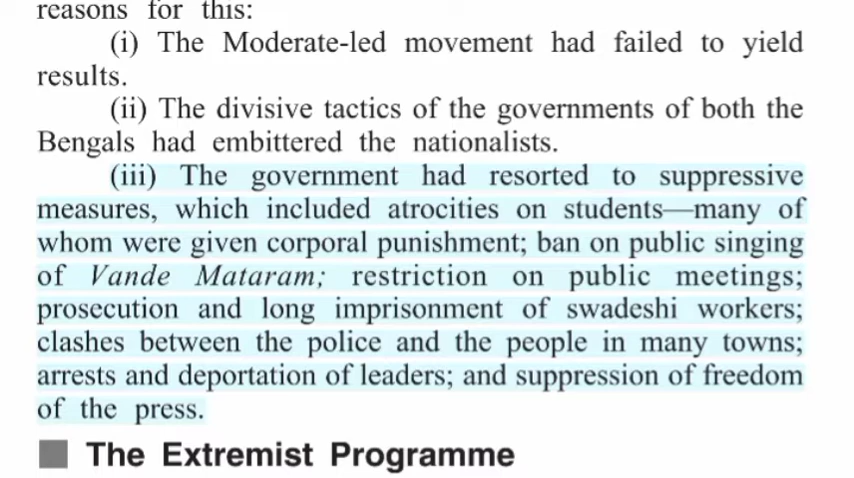 reasons for this:
(i) The Moderate-led movement had failed to yield
results.
(ii) The divisive tactics of the governments of both the
Bengals had embittered the nationalists.
(iii) The government had resorted to suppressive
measures, which included atrocities on students—many of
whom were given corporal punishment; ban on public singing
of Vande Mataram; restriction on public meetings;
prosecution and long imprisonment of swadeshi workers;
clashes between the police and the people in many towns;
arrests and deportation of leaders; and suppression of freedom
of the press.
The Extremist Programme